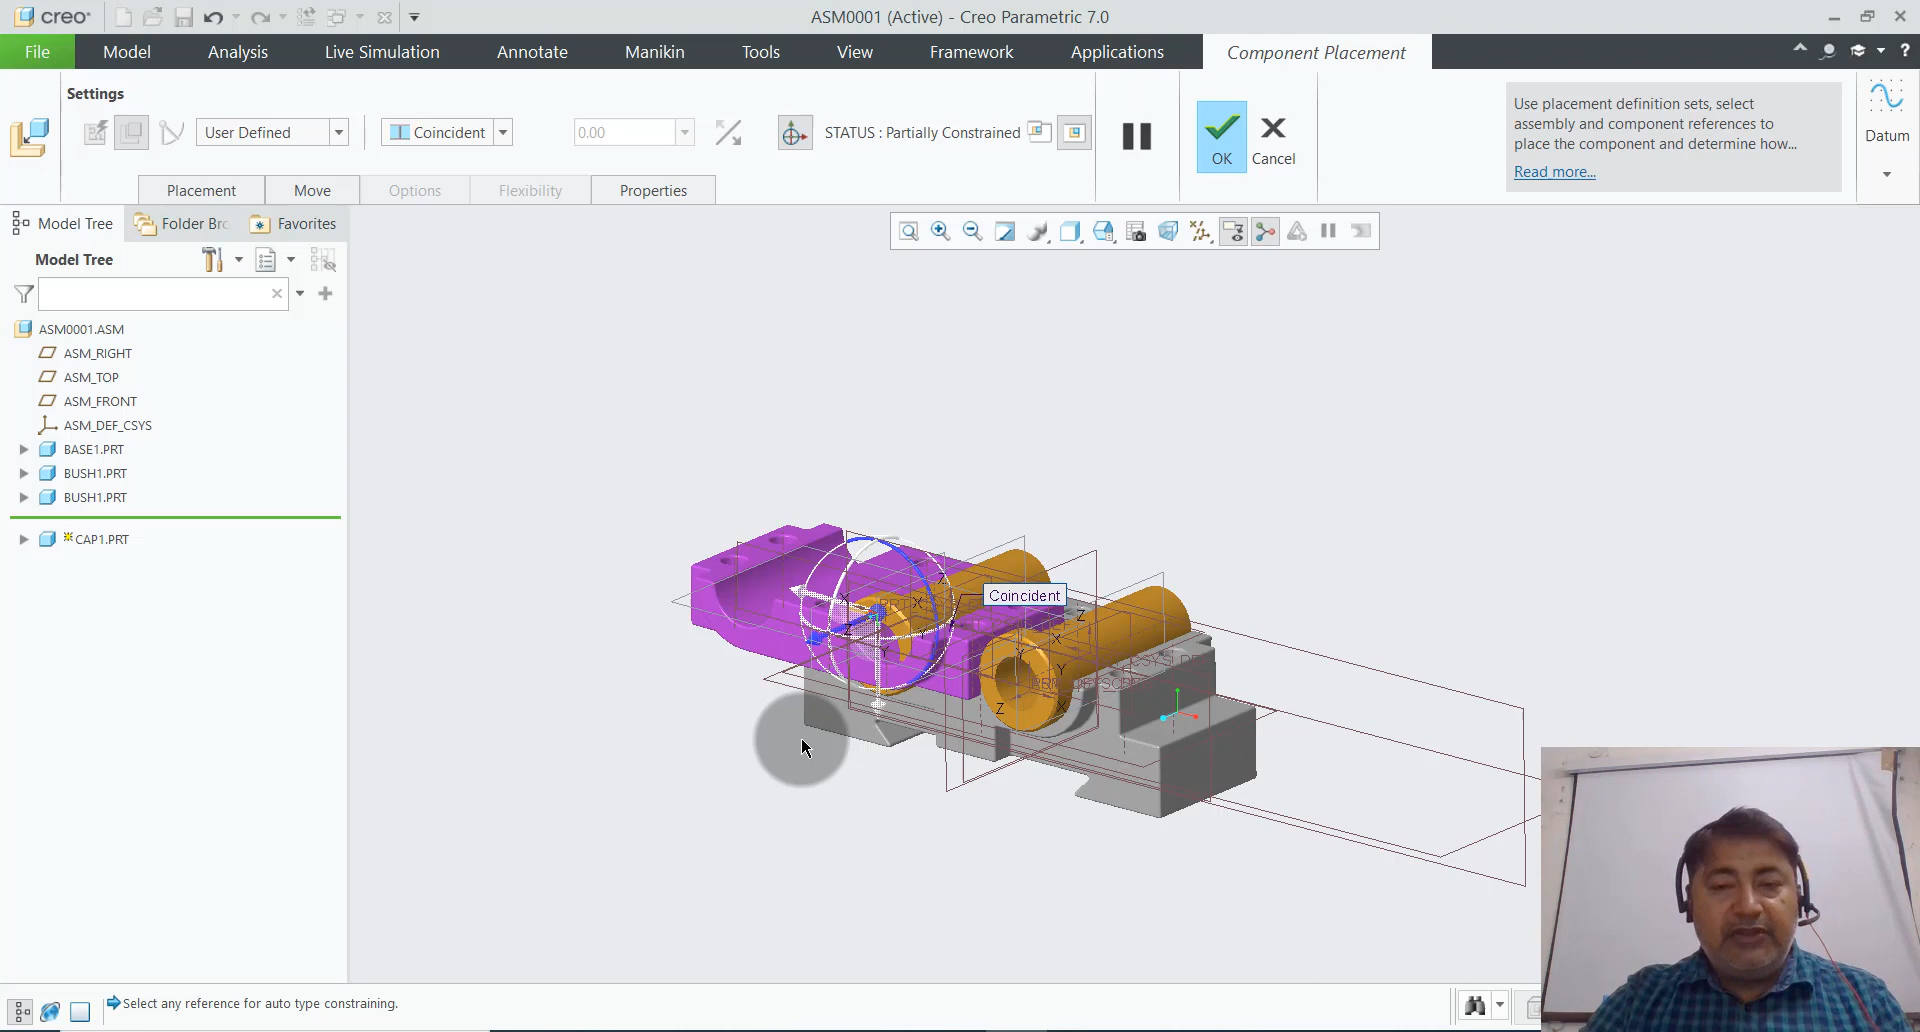 creo
ASM0001 (Active) - Creo Parametric 7.0
File
Model
Analysis
Live Simulation
Annotate
Manikin
Tools
View
Framework
Applications
Component Placement
?
Settings
User Defined
Coincident
0.00
STATUS : Partially Constrained
OK
Cancel
Use placement definition sets, select
assembly and component references to
place the component and determine how...
Read more...
Datum
Placement
Move
Options
Flexibility
Properties
Model Tree
Folder Br
Favorites
Model Tree
ASM0001.ASM
ASM_RIGHT
ASM_TOP
ASM_FRONT
ASM_DEF_CSYS
BASE1.PRT
BUSH1.PRT
BUSH1.PRT
CAP1.PRT
Coincident
Z
X
X
Y
Z
Y
Z
X
Y
Y
Z
X
Select any reference for auto type constraining.